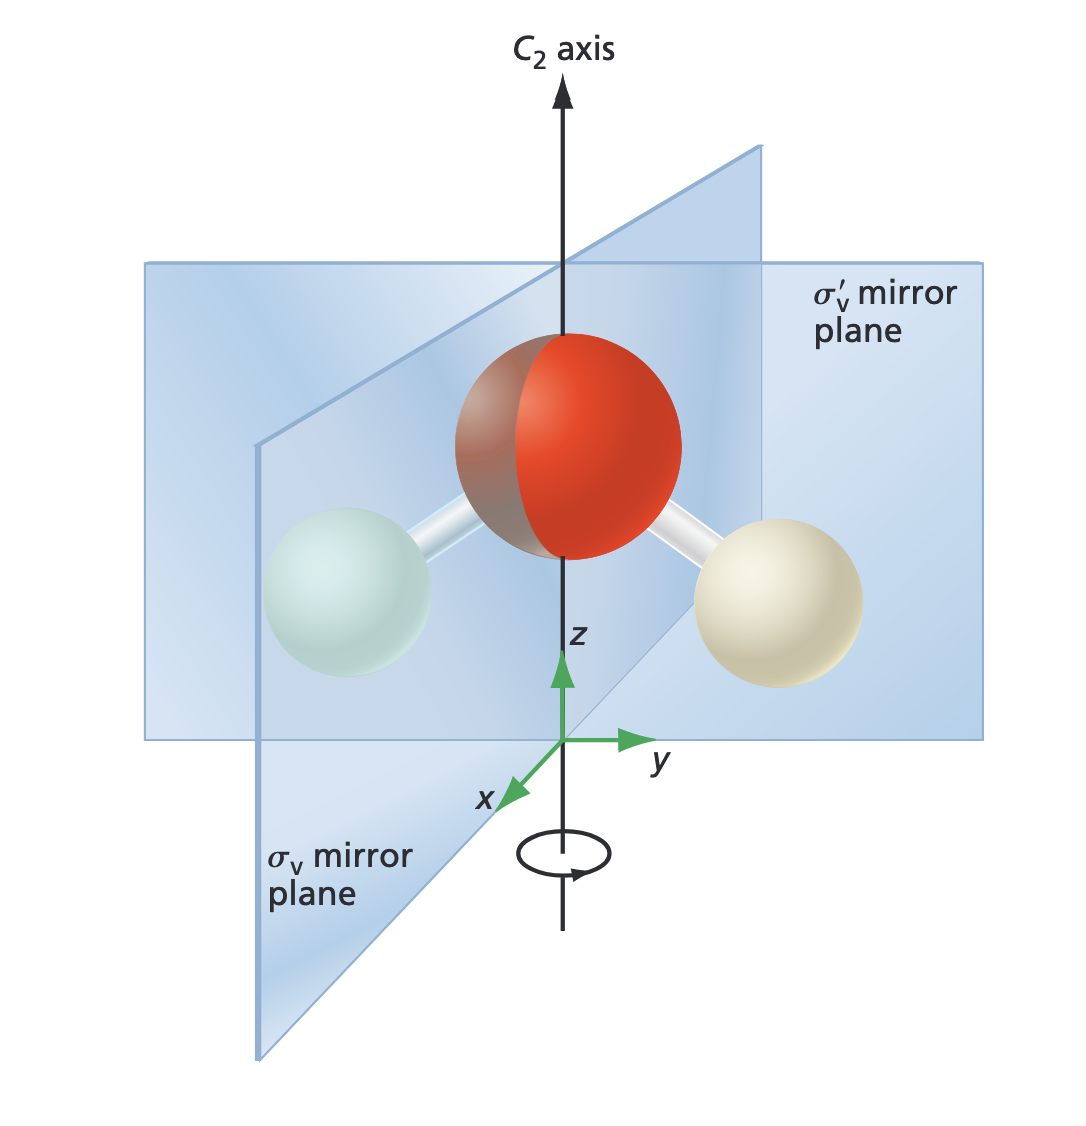 C₂ axis
σ′ᵥ mirror
plane
z
y
x
σᵥ mirror
plane